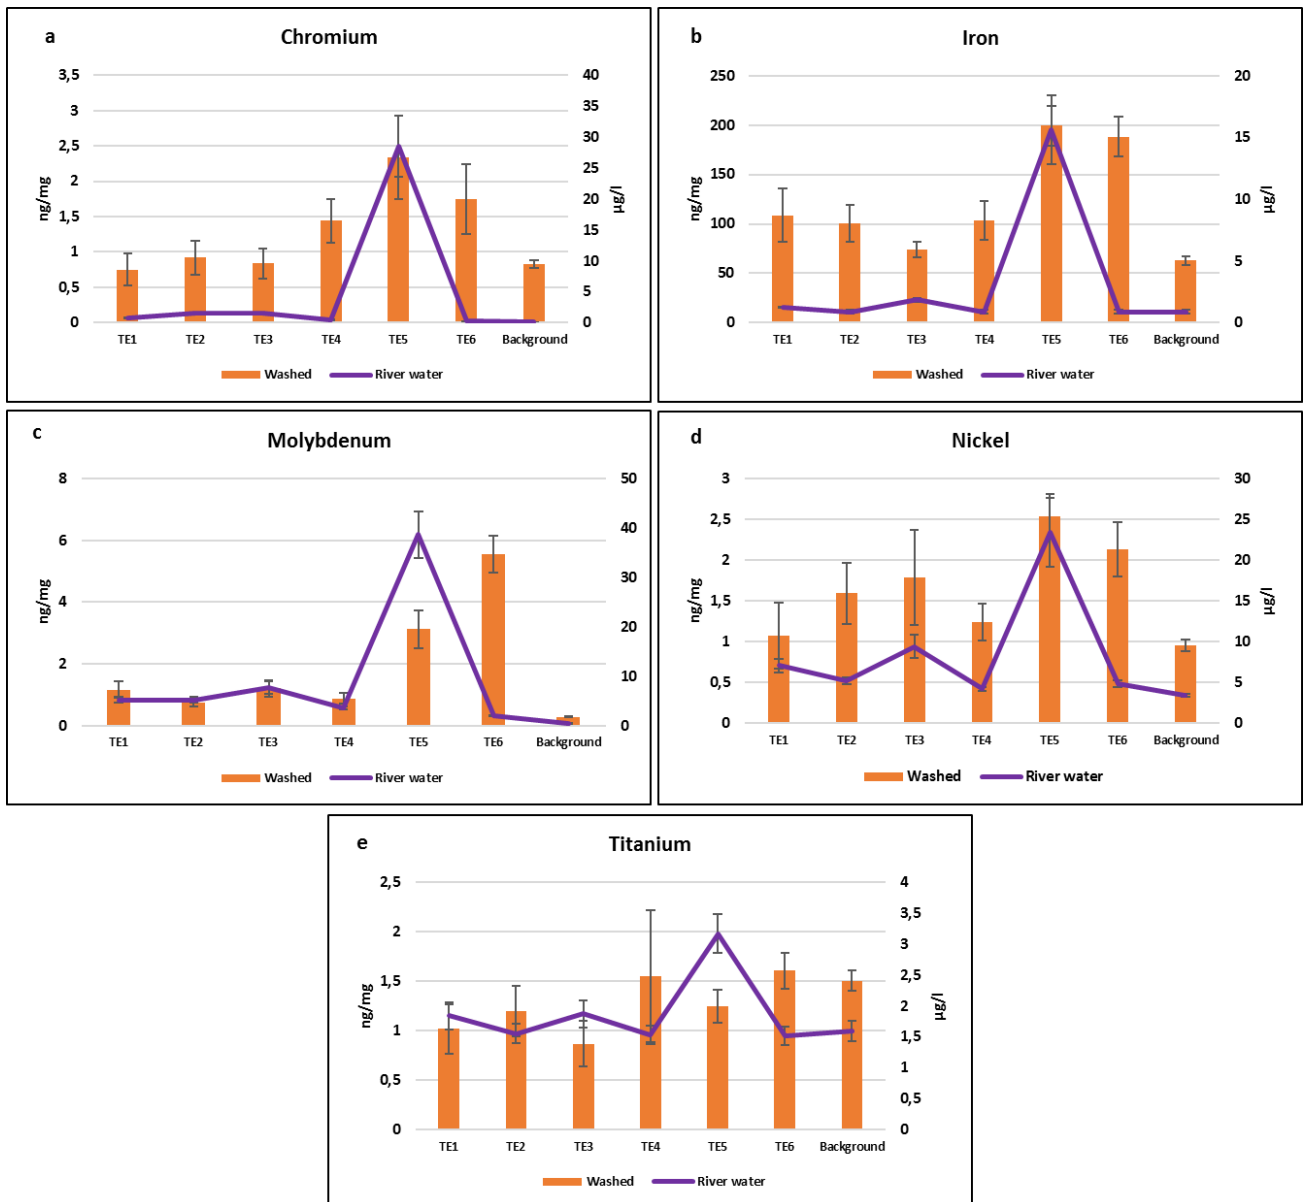 a
Chromium
3,5
3
2,5
2
1,5
1
0,5
0
ng/mg
40
35
30
25
20
15
10
5
0
µg/l
TE1 TE2 TE3 TE4 TE5 TE6 Background
Washed River water
b
Iron
250
200
150
100
50
0
ng/mg
20
15
10
5
0
µg/l
TE1 TE2 TE3 TE4 TE5 TE6 Background
Washed River water
c
Molybdenum
8
6
4
2
0
ng/mg
50
40
30
20
10
0
TE1 TE2 TE3 TE4 TE5 TE6 Background
Washed River water
d
Nickel
3
2,5
2
1,5
1
0,5
0
ng/mg
30
25
20
15
10
5
0
µg/l
TE1 TE2 TE3 TE4 TE5 TE6 Background
Washed River water
e
Titanium
2,5
2
1,5
1
0,5
0
ng/mg
4
3,5
3
2,5
2
1,5
1
0,5
0
µg/l
TE1 TE2 TE3 TE4 TE5 TE6 Background
Washed River water